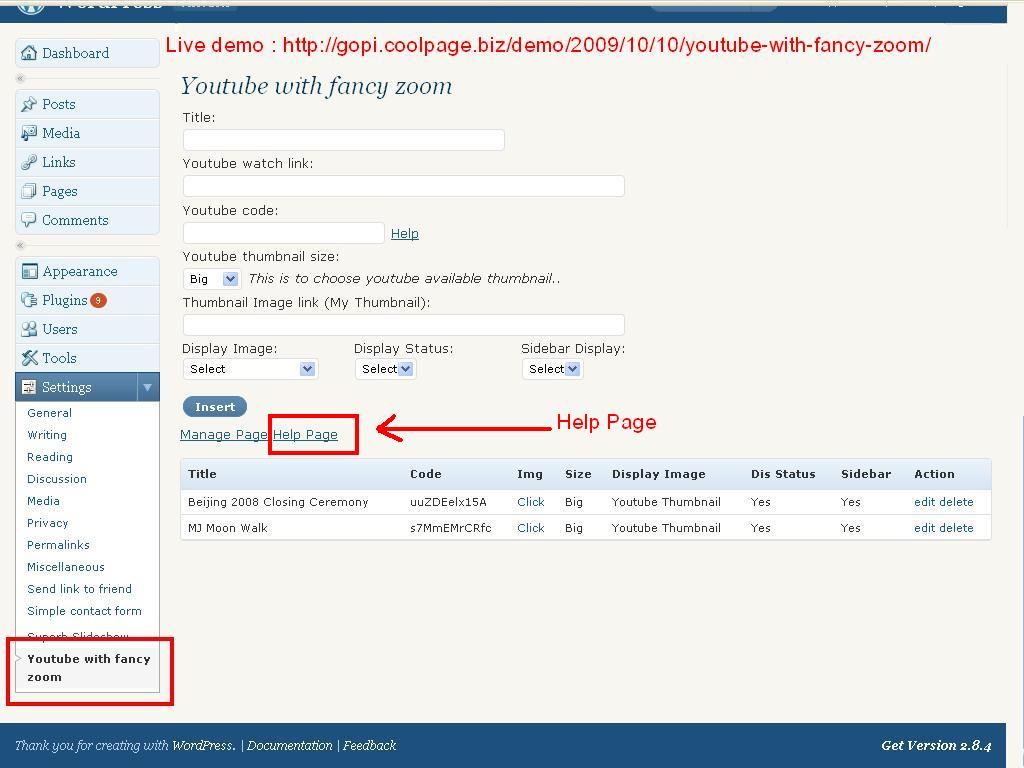 WordPress
Live demo : http://gopi.coolpage.biz/demo/2009/10/10/youtube-with-fancy-zoom/
Dashboard
Posts
Media
Links
Pages
Comments
Appearance
Plugins 9
Users
Tools
Settings
General
Writing
Reading
Discussion
Media
Privacy
Permalinks
Miscellaneous
Send link to friend
Simple contact form
Superb Slideshow
Youtube with fancy
zoom
Youtube with fancy zoom
Title:
Youtube watch link:
Youtube code:
Help
Youtube thumbnail size:
Big This is to choose youtube available thumbnail..
Thumbnail Image link (My Thumbnail):
Display Image: Display Status: Sidebar Display:
Select Select Select
Insert
Manage Page Help Page
Help Page
Title Code Img Size Display Image Dis Status Sidebar Action
Beijing 2008 Closing Ceremony uuZDEelx15A Click Big Youtube Thumbnail Yes Yes edit delete
MJ Moon Walk s7MmEMrCRfc Click Big Youtube Thumbnail Yes Yes edit delete
Thank you for creating with WordPress. | Documentation | Feedback
Get Version 2.8.4